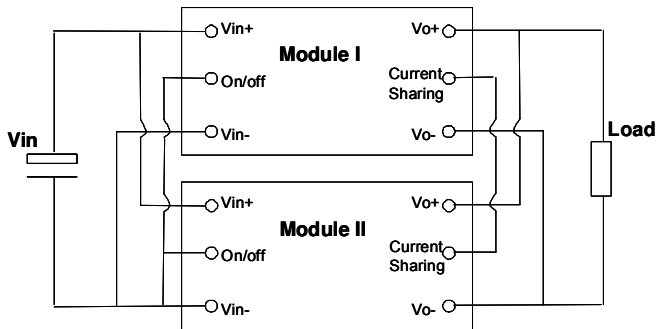 Vin+
Vo+
Module I
On/off
Current
Sharing
Vin
Vin-
Vo-
Load
Vin+
Vo+
Module II
On/off
Current
Sharing
Vin-
Vo-